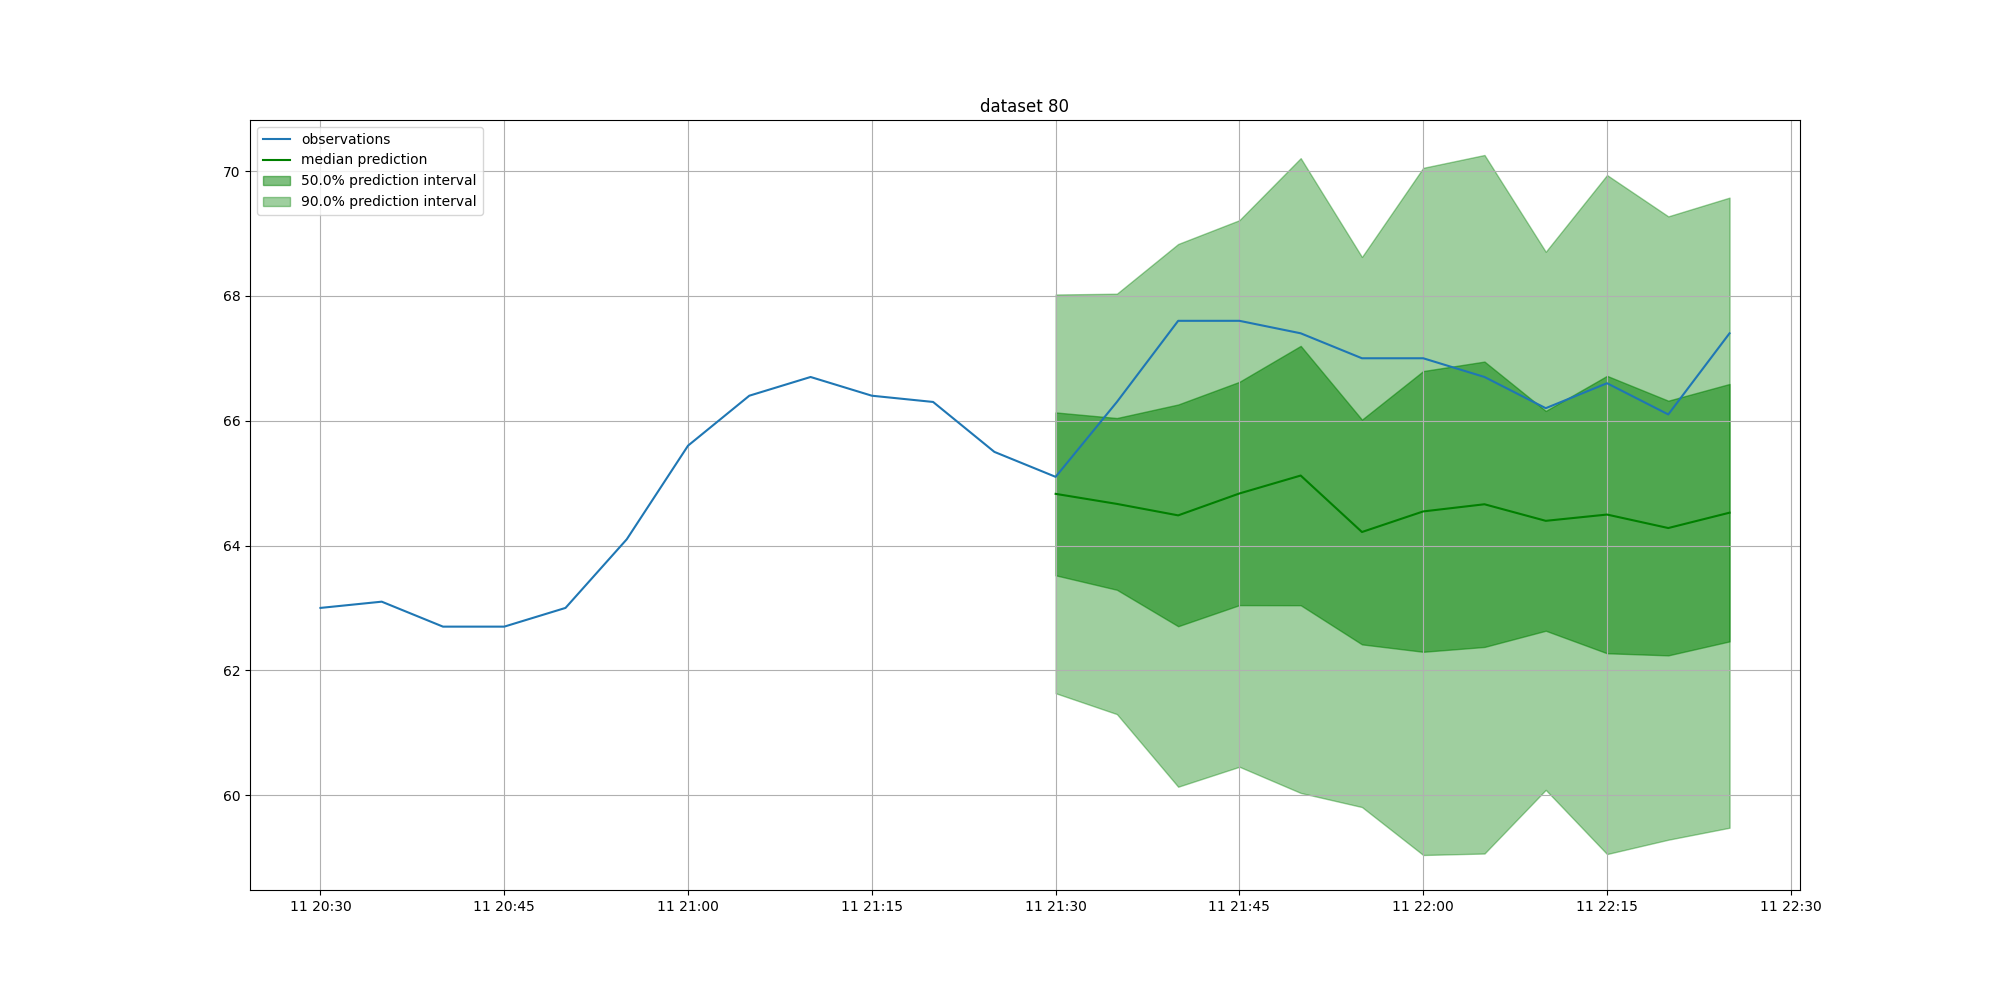 dataset 80
observations
median prediction
50.0% prediction interval
90.0% prediction interval
70
68
66
64
62
60
11 20:30 11 20:45 11 21:00 11 21:15 11 21:30 11 21:45 11 22:00 11 22:15 11 22:30